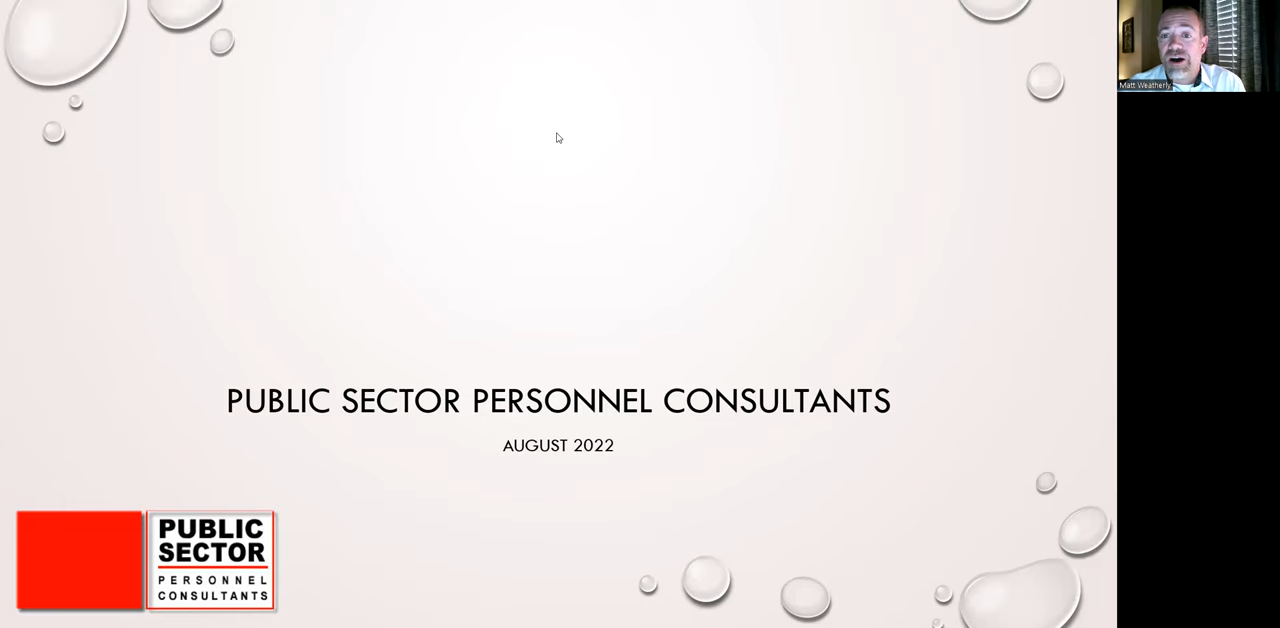 Matt Weatherly
PUBLIC SECTOR PERSONNEL CONSULTANTS
AUGUST 2022
PUBLIC
SECTOR
PERSONNEL
CONSULTANTS